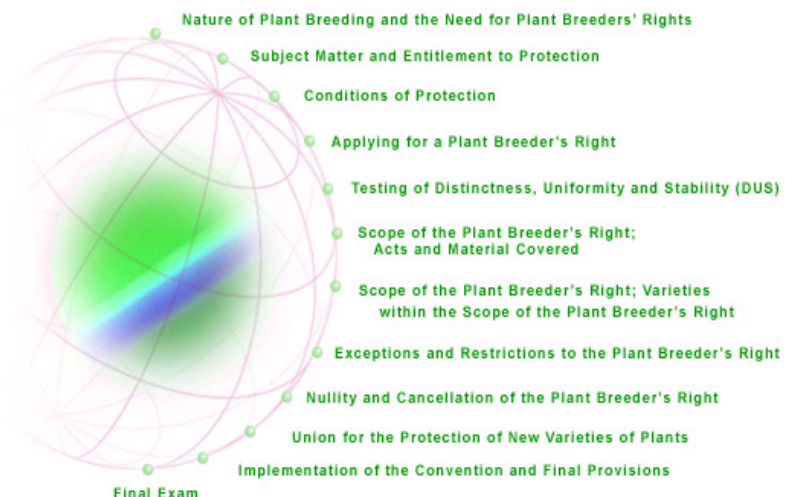 Nature of Plant Breeding and the Need for Plant Breeders' Rights
Subject Matter and Entitlement to Protection
Conditions of Protection
Applying for a Plant Breeder's Right
Testing of Distinctness, Uniformity and Stability (DUS)
Scope of the Plant Breeder's Right;
Acts and Material Covered
Scope of the Plant Breeder's Right; Varieties
within the Scope of the Plant Breeder's Right
Exceptions and Restrictions to the Plant Breeder's Right
Nullity and Cancellation of the Plant Breeder's Right
Union for the Protection of New Varieties of Plants
Implementation of the Convention and Final Provisions
Final Exam